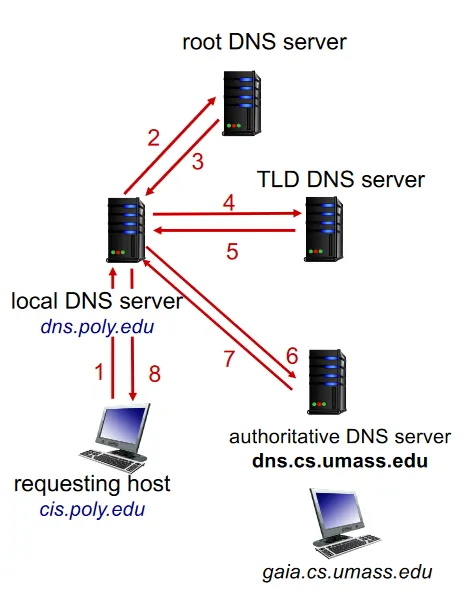 root DNS server
2
3
TLD DNS server
4
5
local DNS server
dns.poly.edu
6
7
1
8
authoritative DNS server
dns.cs.umass.edu
requesting host
cis.poly.edu
gaia.cs.umass.edu